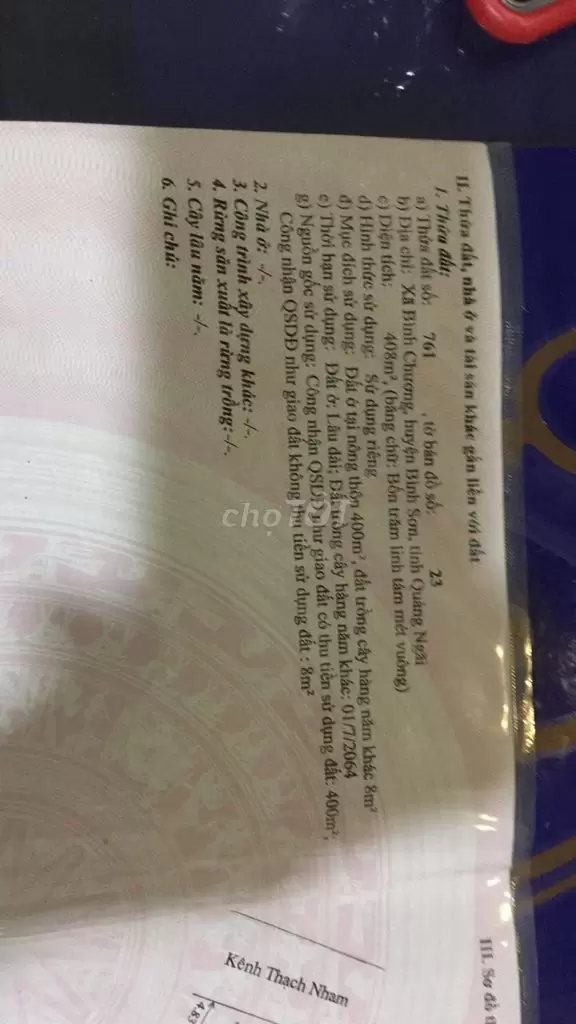 II. Thửa đất, nhà ở và tài sản khác gắn liền với đất
1. Thửa đất:
a) Thửa đất số: 761 , tờ bản đồ số: 23
b) Địa chỉ: Xã Bình Chương, huyện Bình Sơn, tỉnh Quảng Ngãi
c) Diện tích: 408m², (bằng chữ: Bốn trăm linh tám mét vuông)
d) Hình thức sử dụng: Sử dụng riêng
đ) Mục đích sử dụng: Đất ở tại nông thôn 400m², đất trồng cây hàng năm khác 8m²
e) Thời hạn sử dụng: Đất ở: Lâu dài; Đất trồng cây hàng năm khác: 01/7/2064
g) Nguồn gốc sử dụng: Công nhận QSDĐ như giao đất có thu tiền sử dụng đất: 400m²;
Công nhận QSDĐ như giao đất không thu tiền sử dụng đất : 8m²
2. Nhà ở: -/-.
3. Công trình xây dựng khác: -/-.
4. Rừng sản xuất là rừng trồng:-/-.
5. Cây lâu năm: -/-.
6. Ghi chú:
III. Sơ đồ
Kênh Thạch Nham
4.83
chợTỐT